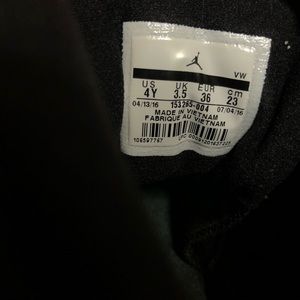 VW
US UK EUR cm
4Y 3.5 36 23
04/13/16 153265-004 07/04/16
MADE IN VIETNAM
FABRIQUE AU VIETNAM
106597767